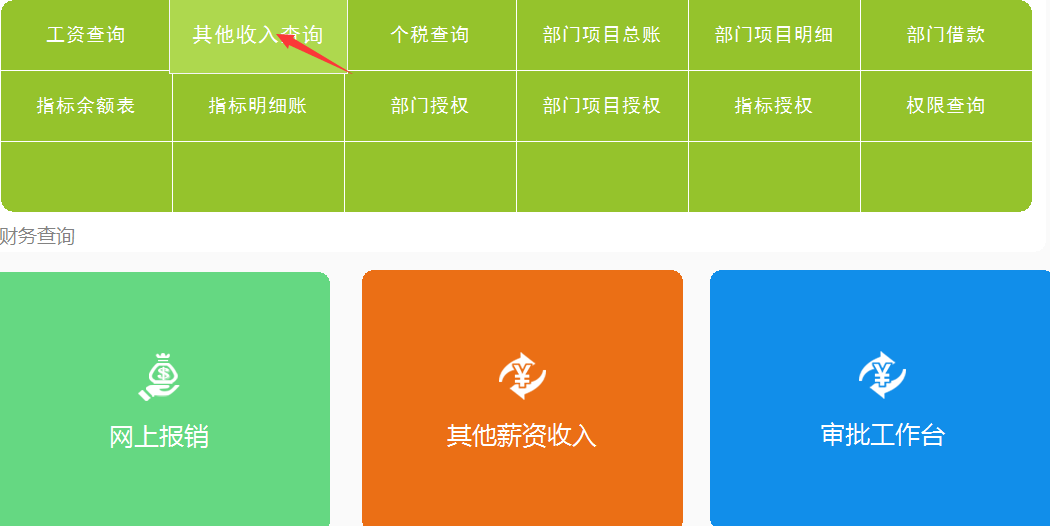 工资查询 其他收入查询 个税查询 部门项目总账 部门项目明细 部门借款
指标余额表 指标明细账 部门授权 部门项目授权 指标授权 权限查询
财务查询
网上报销 其他薪资收入 审批工作台